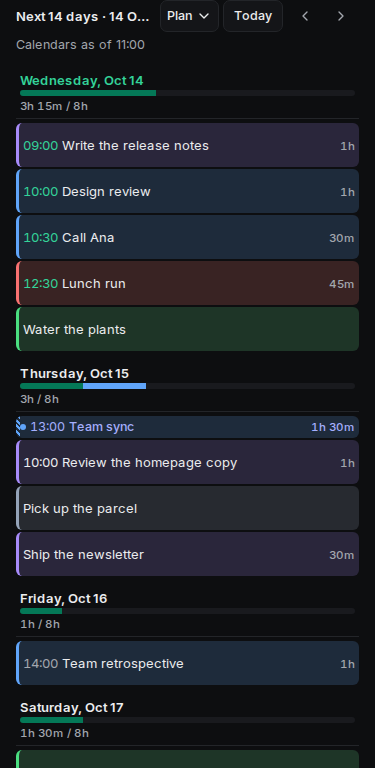 Next 14 days · 14 O… Plan Today
Calendars as of 11:00
Wednesday, Oct 14
3h 15m / 8h
09:00 Write the release notes 1h
10:00 Design review 1h
10:30 Call Ana 30m
12:30 Lunch run 45m
Water the plants
Thursday, Oct 15
3h / 8h
13:00 Team sync 1h 30m
10:00 Review the homepage copy 1h
Pick up the parcel
Ship the newsletter 30m
Friday, Oct 16
1h / 8h
14:00 Team retrospective 1h
Saturday, Oct 17
1h 30m / 8h